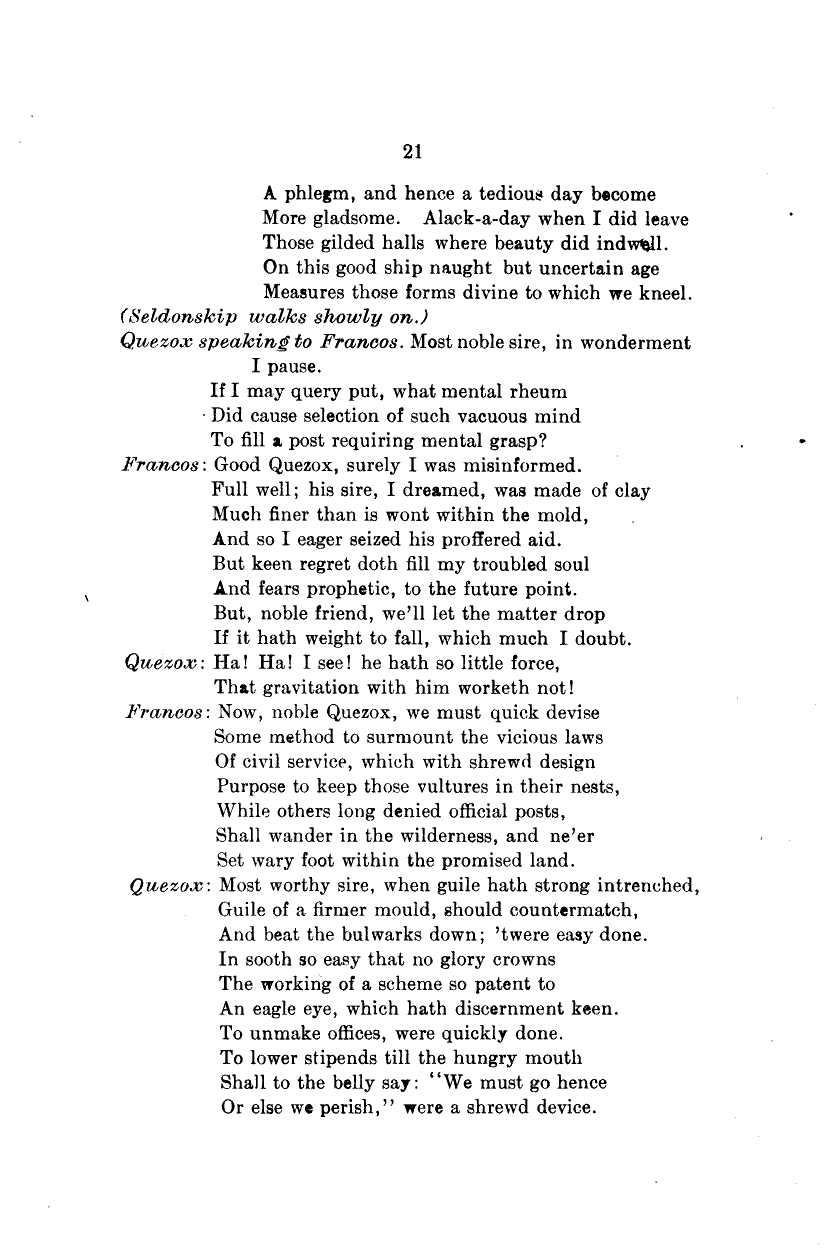 21
A phlegm, and hence a tedious day become
More gladsome. Alack-a-day when I did leave
Those gilded halls where beauty did indwell.
On this good ship naught but uncertain age
Measures those forms divine to which we kneel.
(Seldonskip walks showly on.)
Quezox speaking to Francos. Most noble sire, in wonderment
I pause.
If I may query put, what mental rheum
Did cause selection of such vacuous mind
To fill a post requiring mental grasp?
Francos: Good Quezox, surely I was misinformed.
Full well; his sire, I dreamed, was made of clay
Much finer than is wont within the mold,
And so I eager seized his proffered aid.
But keen regret doth fill my troubled soul
And fears prophetic, to the future point.
But, noble friend, we'll let the matter drop
If it hath weight to fall, which much I doubt.
Quezox: Ha! Ha! I see! he hath so little force,
That gravitation with him worketh not!
Francos: Now, noble Quezox, we must quick devise
Some method to surmount the vicious laws
Of civil service, which with shrewd design
Purpose to keep those vultures in their nests,
While others long denied official posts,
Shall wander in the wilderness, and ne'er
Set wary foot within the promised land.
Quezox: Most worthy sire, when guile hath strong intrenched,
Guile of a firmer mould, should countermatch,
And beat the bulwarks down; 'twere easy done.
In sooth so easy that no glory crowns
The working of a scheme so patent to
An eagle eye, which hath discernment keen.
To unmake offices, were quickly done.
To lower stipends till the hungry mouth
Shall to the belly say: "We must go hence
Or else we perish," were a shrewd device.